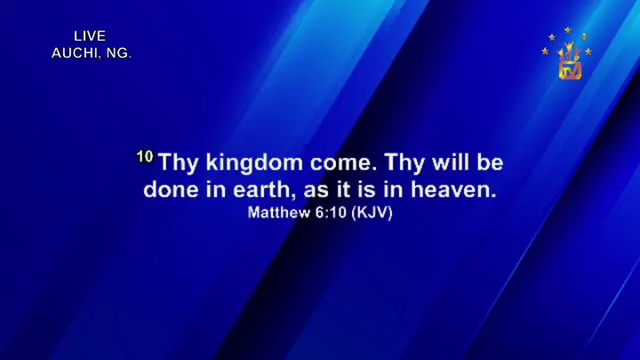 LIVE
AUCHI, NG.
TV
10 Thy kingdom come. Thy will be
done in earth, as it is in heaven.
Matthew 6:10 (KJV)